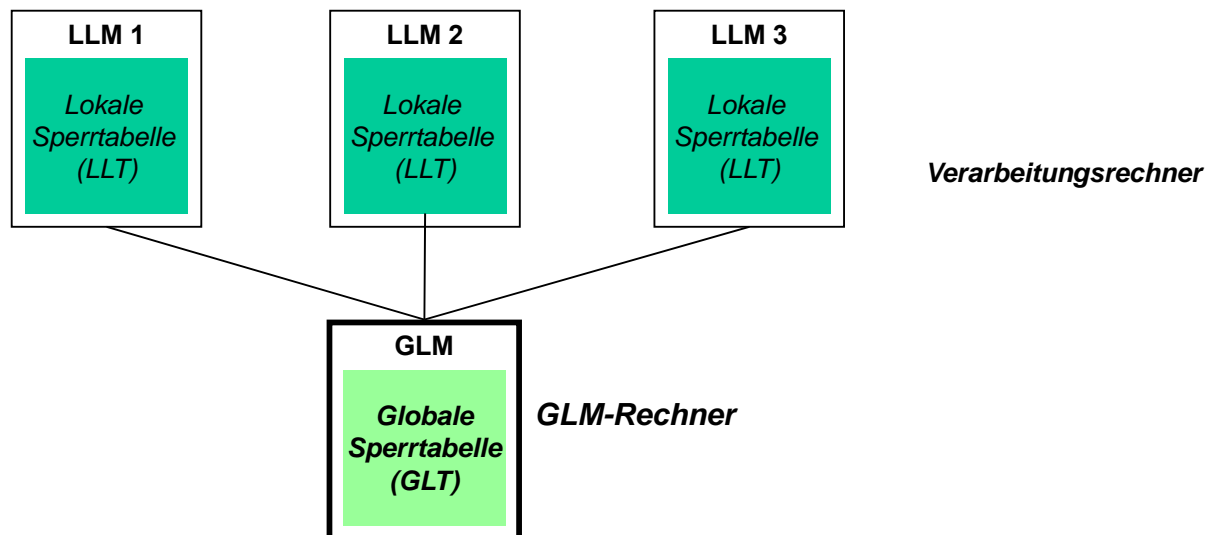 LLM 1
Lokale
Sperrtabelle
(LLT)
LLM 2
Lokale
Sperrtabelle
(LLT)
LLM 3
Lokale
Sperrtabelle
(LLT)
Verarbeitungsrechner
GLM
Globale
Sperrtabelle
(GLT)
GLM-Rechner